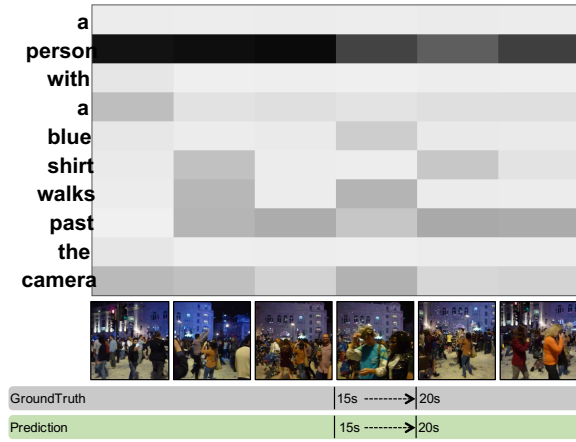 a
person
with
a
blue
shirt
walks
past
the
camera
GroundTruth 15s 20s
Prediction 15s 20s